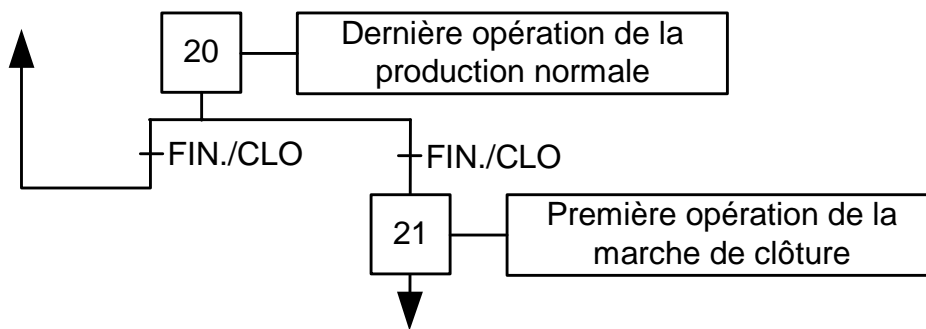 20
Dernière opération de la
production normale
FIN./CLO
FIN./CLO
21
Première opération de la
marche de clôture